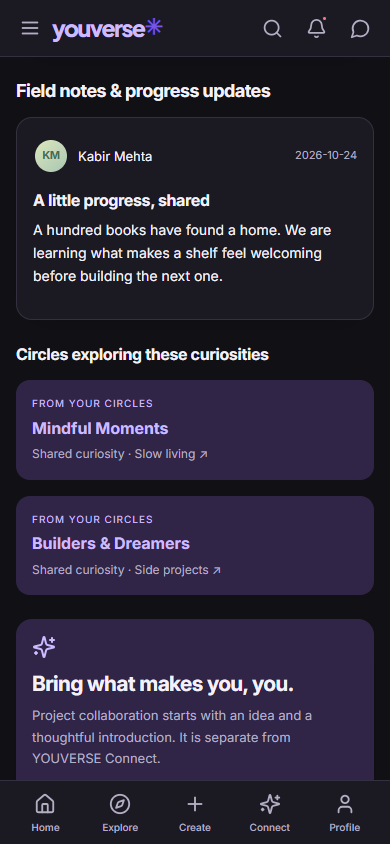 youverse
Field notes & progress updates
KM
Kabir Mehta
2026-10-24
A little progress, shared
A hundred books have found a home. We are
learning what makes a shelf feel welcoming
before building the next one.
Circles exploring these curiosities
FROM YOUR CIRCLES
Mindful Moments
Shared curiosity · Slow living ↗
FROM YOUR CIRCLES
Builders & Dreamers
Shared curiosity · Side projects ↗
Bring what makes you, you.
Project collaboration starts with an idea and a
thoughtful introduction. It is separate from
YOUVERSE Connect.
Home
Explore
Create
Connect
Profile